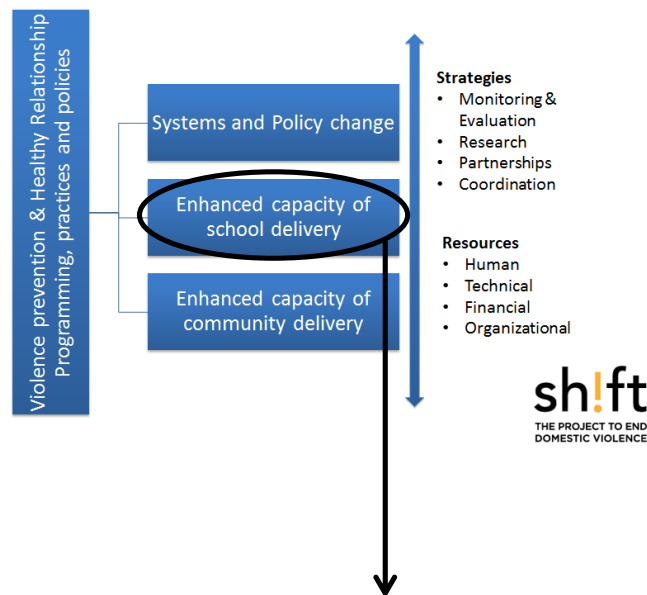 Violence prevention & Healthy Relationship
Programming, practices and policies
Systems and Policy change
Enhanced capacity of
school delivery
Enhanced capacity of
community delivery
Strategies
• Monitoring &
Evaluation
• Research
• Partnerships
• Coordination
Resources
• Human
• Technical
• Financial
• Organizational
sh!ft
THE PROJECT TO END
DOMESTIC VIOLENCE